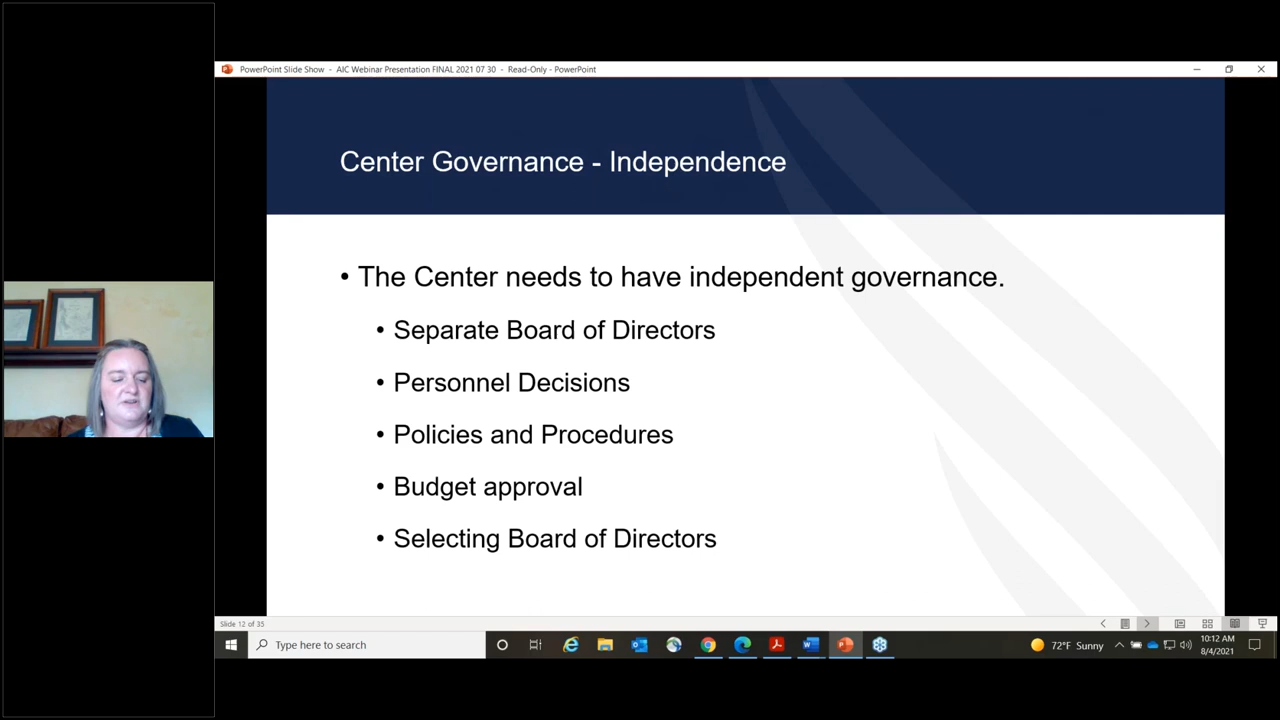 PowerPoint Slide Show - AIC Webinar Presentation FINAL 2021 07 30 - Read-Only - PowerPoint
Center Governance - Independence
• The Center needs to have independent governance.
• Separate Board of Directors
• Personnel Decisions
• Policies and Procedures
• Budget approval
• Selecting Board of Directors
Slide 12 of 35
Type here to search
72°F Sunny
10:12 AM
8/4/2021